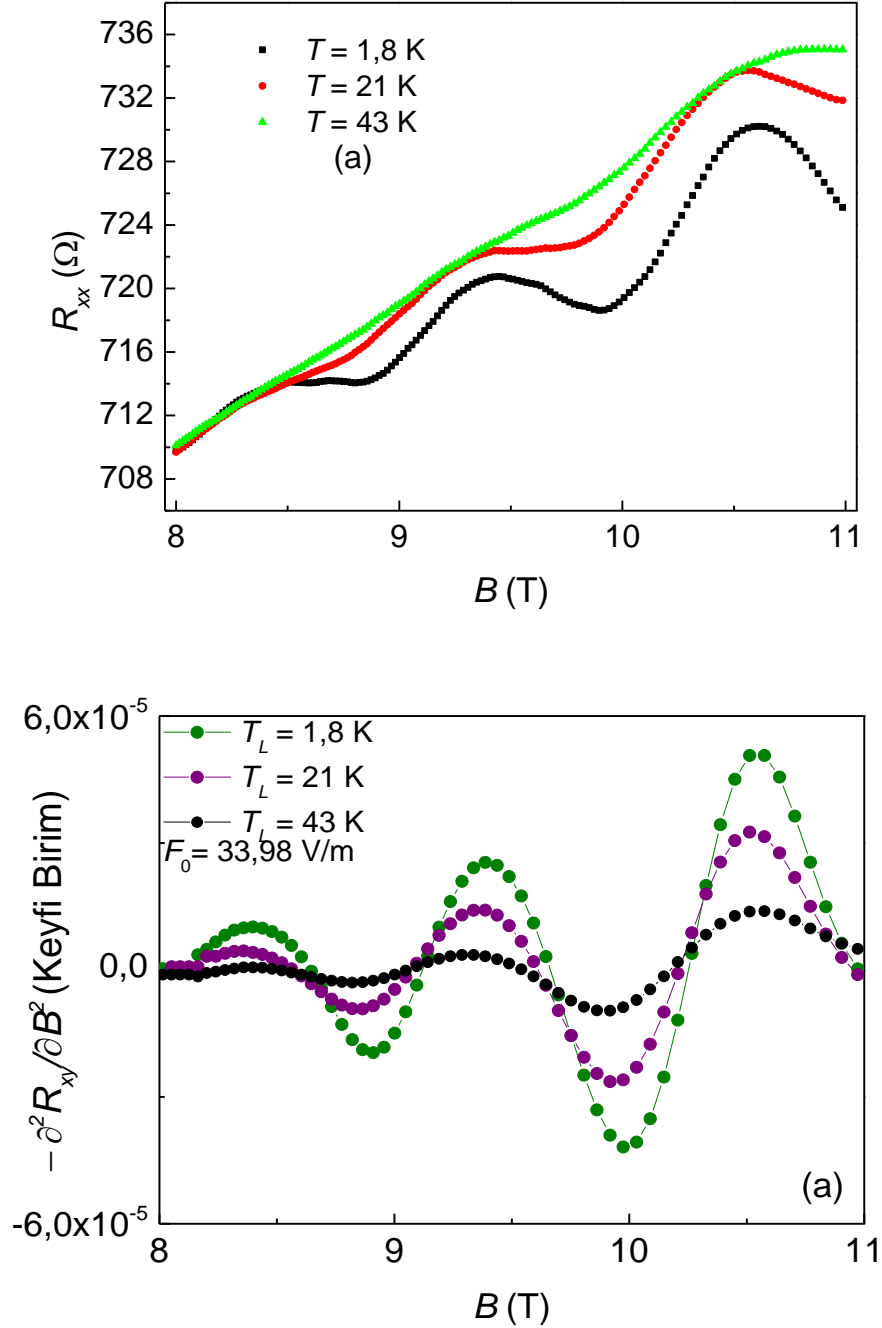 736
732
728
724
720
716
712
708
R_xx (Ω)
T = 1,8 K
T = 21 K
T = 43 K
(a)
8 9 10 11
B (T)
6,0x10^-5
0,0
-6,0x10^-5
−∂²R_xy/∂B² (Keyfi Birim)
T_L = 1,8 K
T_L = 21 K
T_L = 43 K
F_0= 33,98 V/m
(a)
8 9 10 11
B (T)